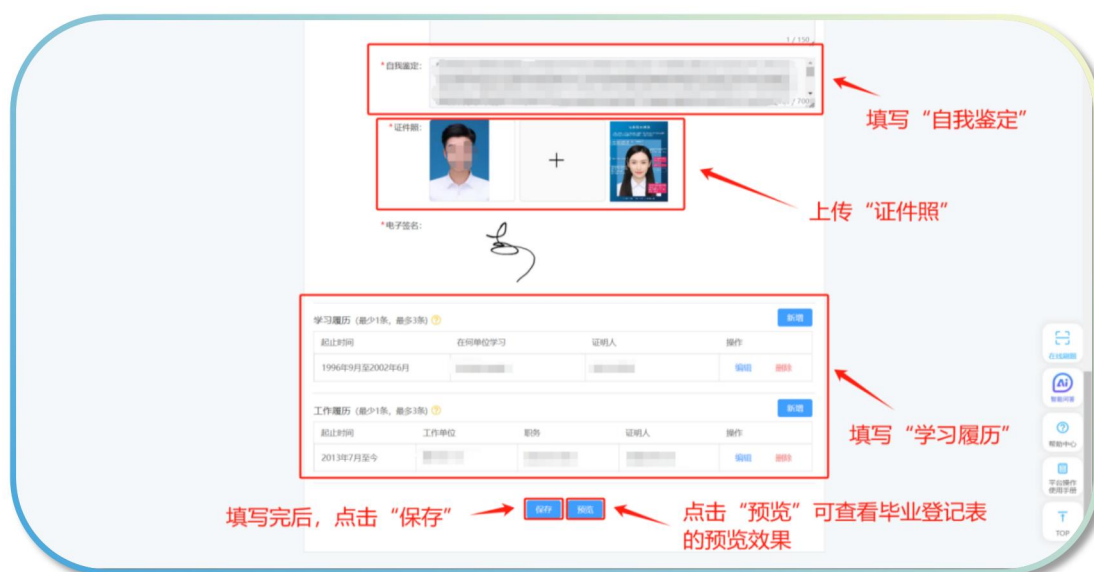 1 / 150
*自我鉴定:
/ 700
填写“自我鉴定”
*证件照:
+
上传“证件照”
*电子签名:
学习履历 (最少1条, 最多3条) ?
新增
起止时间 在何单位学习 证明人 操作
1996年9月至2002年6月 编辑 删除
工作履历 (最少1条, 最多3条) ?
新增
起止时间 工作单位 职务 证明人 操作
2013年7月至今 编辑 删除
填写“学习履历”
填写完后，点击“保存”
保存 预览
点击“预览”可查看毕业登记表
的预览效果
Ai
智能问答
帮助中心
平台操作
使用手册
TOP